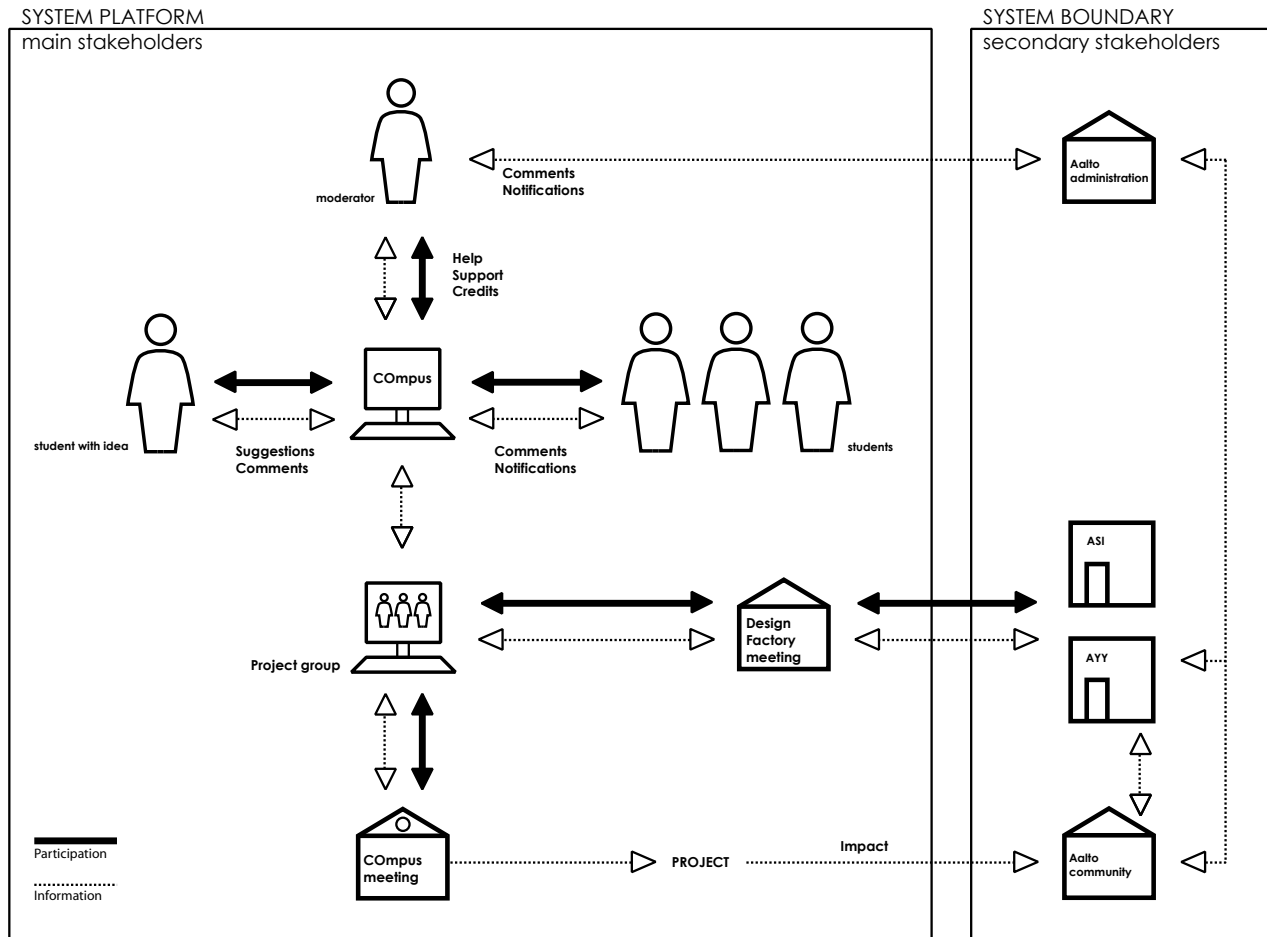 SYSTEM PLATFORM
main stakeholders
SYSTEM BOUNDARY
secondary stakeholders
moderator
Comments
Notifications
Aalto
administration
Help
Support
Credits
COmpus
student with idea
Suggestions
Comments
Comments
Notifications
students
ASI
Project group
Design
Factory
meeting
AYY
Participation
Information
COmpus
meeting
PROJECT
Impact
Aalto
community